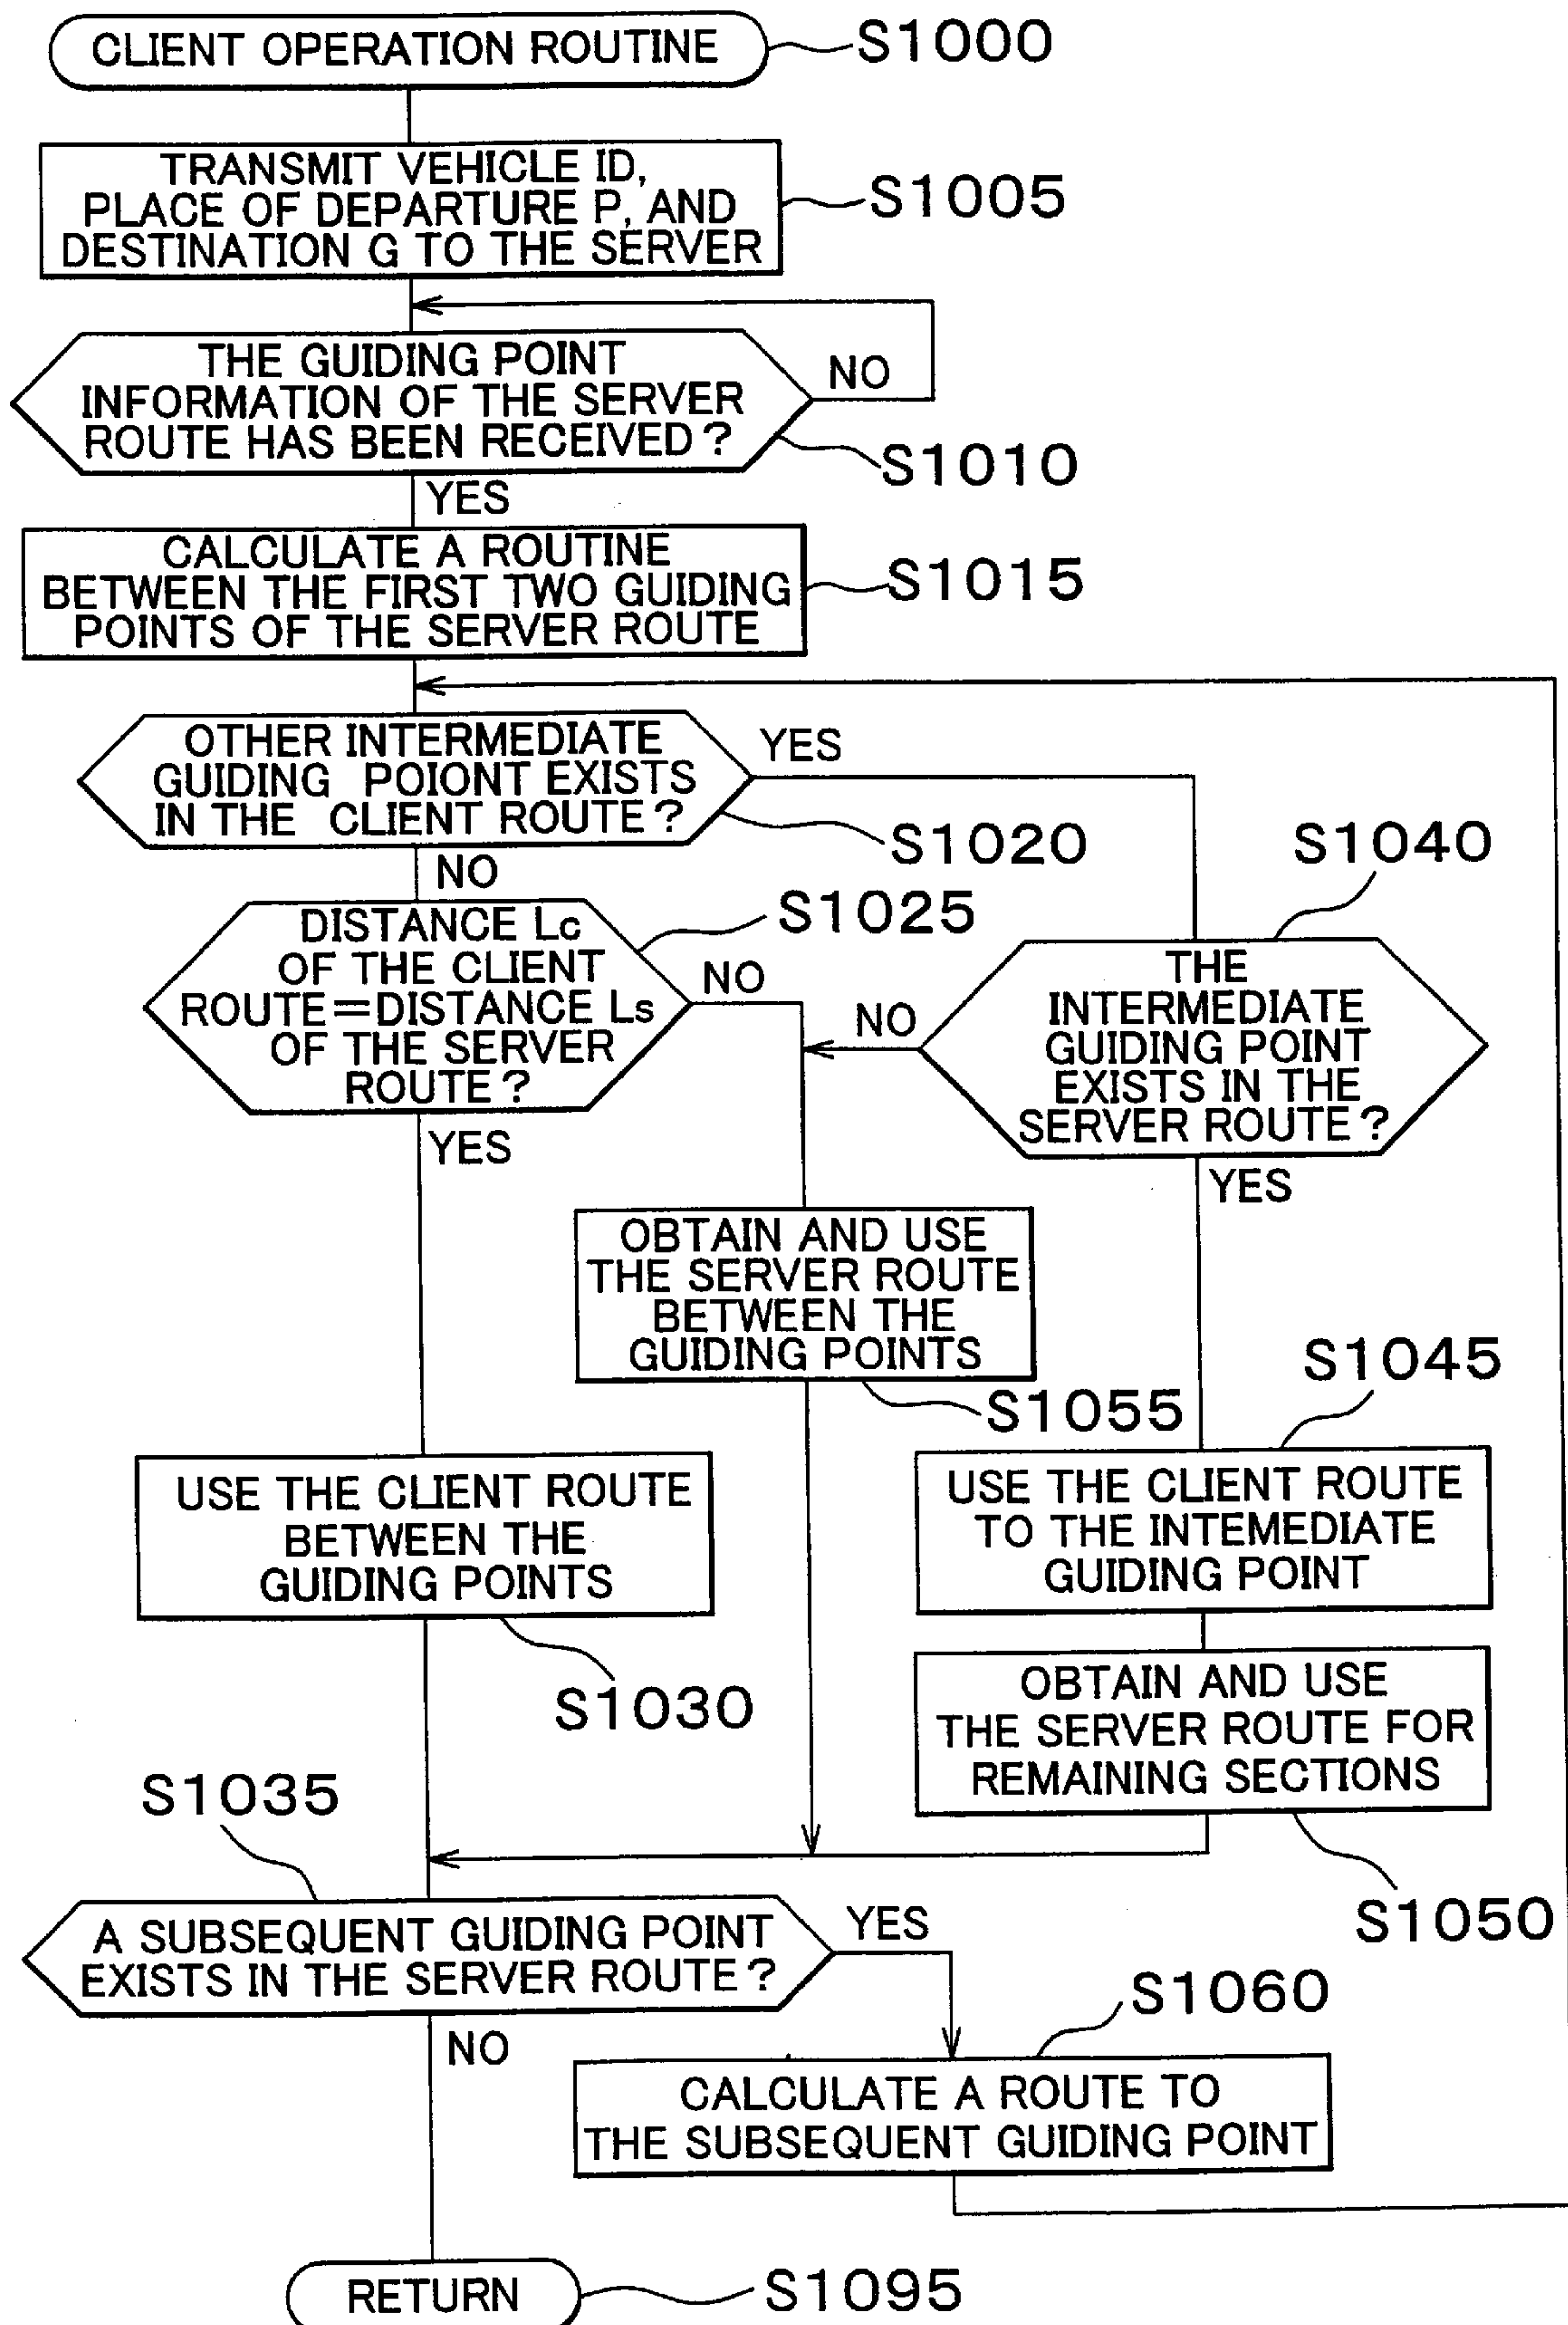 CLIENT OPERATION ROUTINE
S1000
TRANSMIT VEHICLE ID,
PLACE OF DEPARTURE P, AND
DESTINATION G TO THE SERVER
S1005
THE GUIDING POINT
INFORMATION OF THE SERVER
ROUTE HAS BEEN RECEIVED?
NO
S1010
YES
CALCULATE A ROUTINE
BETWEEN THE FIRST TWO GUIDING
POINTS OF THE SERVER ROUTE
S1015
OTHER INTERMEDIATE
GUIDING POIONT EXISTS
IN THE CLIENT ROUTE?
YES
S1020
NO
S1040
DISTANCE Lc
OF THE CLIENT
ROUTE=DISTANCE Ls
OF THE SERVER
ROUTE?
S1025
NO
YES
THE
INTERMEDIATE
GUIDING POINT
EXISTS IN THE
SERVER ROUTE?
NO
YES
OBTAIN AND USE
THE SERVER ROUTE
BETWEEN THE
GUIDING POINTS
S1055
S1045
USE THE CLIENT ROUTE
BETWEEN THE
GUIDING POINTS
S1030
USE THE CLIENT ROUTE
TO THE INTEMEDIATE
GUIDING POINT
OBTAIN AND USE
THE SERVER ROUTE FOR
REMAINING SECTIONS
S1050
S1035
A SUBSEQUENT GUIDING POINT
EXISTS IN THE SERVER ROUTE?
YES
NO
S1060
CALCULATE A ROUTE TO
THE SUBSEQUENT GUIDING POINT
RETURN
S1095